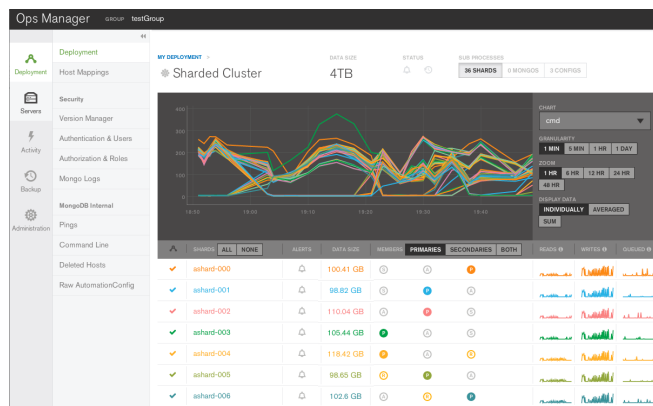 Ops Manager GROUP testGroup
Deployment
Servers
Activity
Backup
Administration
Deployment
Host Mappings
Security
Version Manager
Authentication & Users
Authorization & Roles
Mongo Logs
MongoDB Internal
Pings
Command Line
Deleted Hosts
Raw AutomationConfig
MY DEPLOYMENT > DATA SIZE STATUS SUB PROCESSES
Sharded Cluster 4TB 36 SHARDS 0 MONGOS 3 CONFIGS
400
300
200
100
0
18:50 19:00 19:10 19:20 19:30 19:40
CHART
cmd
GRANULARITY
1 MIN 5 MIN 1 HR 1 DAY
ZOOM
1 HR 6 HR 12 HR 24 HR
48 HR
DISPLAY DATA
INDIVIDUALLY AVERAGED
SUM
SHARDS ALL NONE ALERTS DATA SIZE MEMBERS PRIMARIES SECONDARIES BOTH READS WRITES QUEUED
ashard-000 100.41 GB S S P
ashard-001 98.82 GB S P S
ashard-002 110.04 GB S P S
ashard-003 105.44 GB P S S
ashard-004 118.42 GB P S
ashard-005 98.65 GB P S
ashard-006 102.6 GB S P